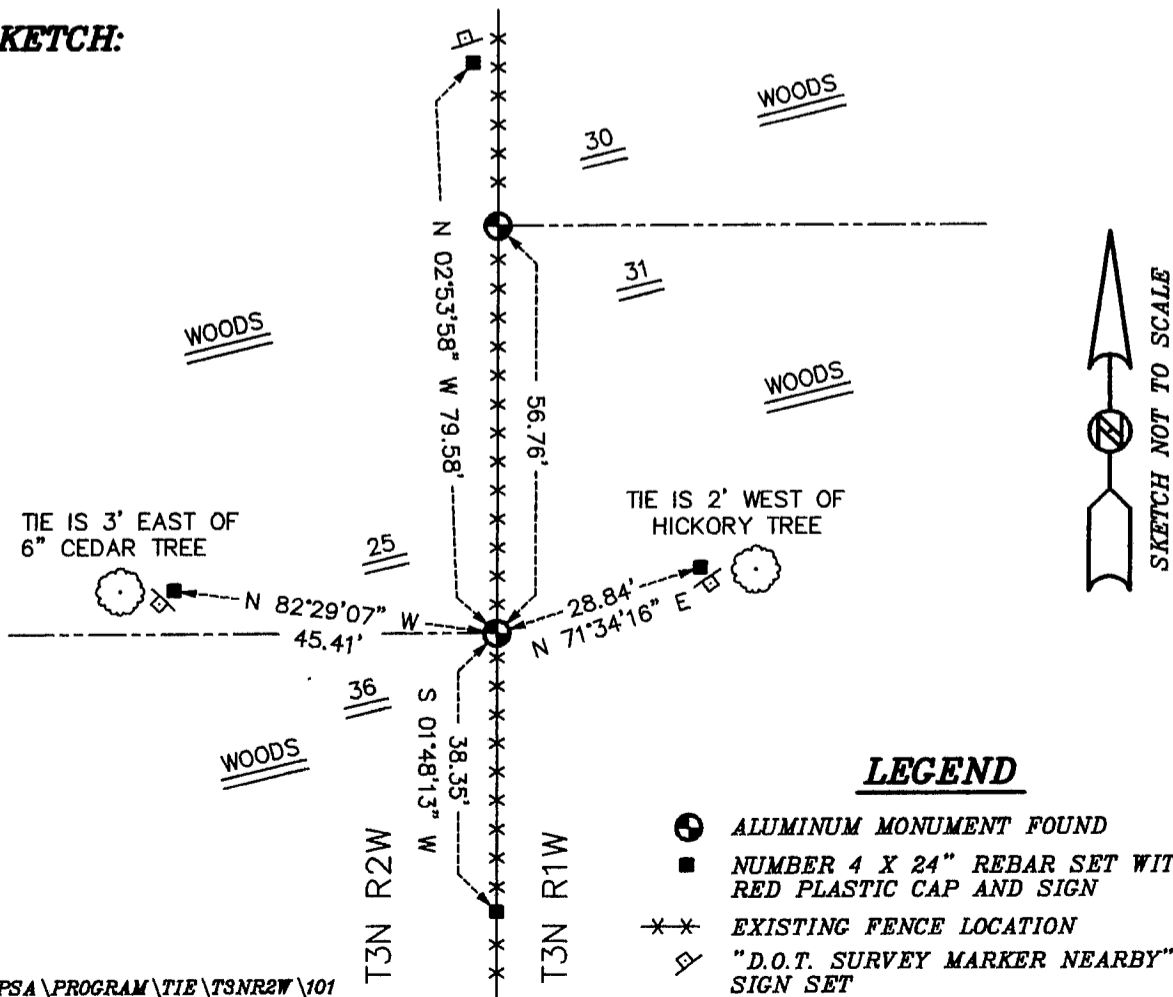 KETCH:
WOODS
30
31
WOODS
WOODS
N 02°53'58" W 79.58'
56.76'
SKETCH NOT TO SCALE
N
TIE IS 3' EAST OF
6" CEDAR TREE
TIE IS 2' WEST OF
HICKORY TREE
25
N 82°29'07" W
45.41'
28.84'
N 71°34'16" E
36
WOODS
S 01°48'13" W
38.35'
T3N R2W
T3N R1W
LEGEND
ALUMINUM MONUMENT FOUND
NUMBER 4 X 24" REBAR SET WIT
RED PLASTIC CAP AND SIGN
EXISTING FENCE LOCATION
"D.O.T. SURVEY MARKER NEARBY"
SIGN SET
PSA\PROGRAM\TIE\T3NR2W\101